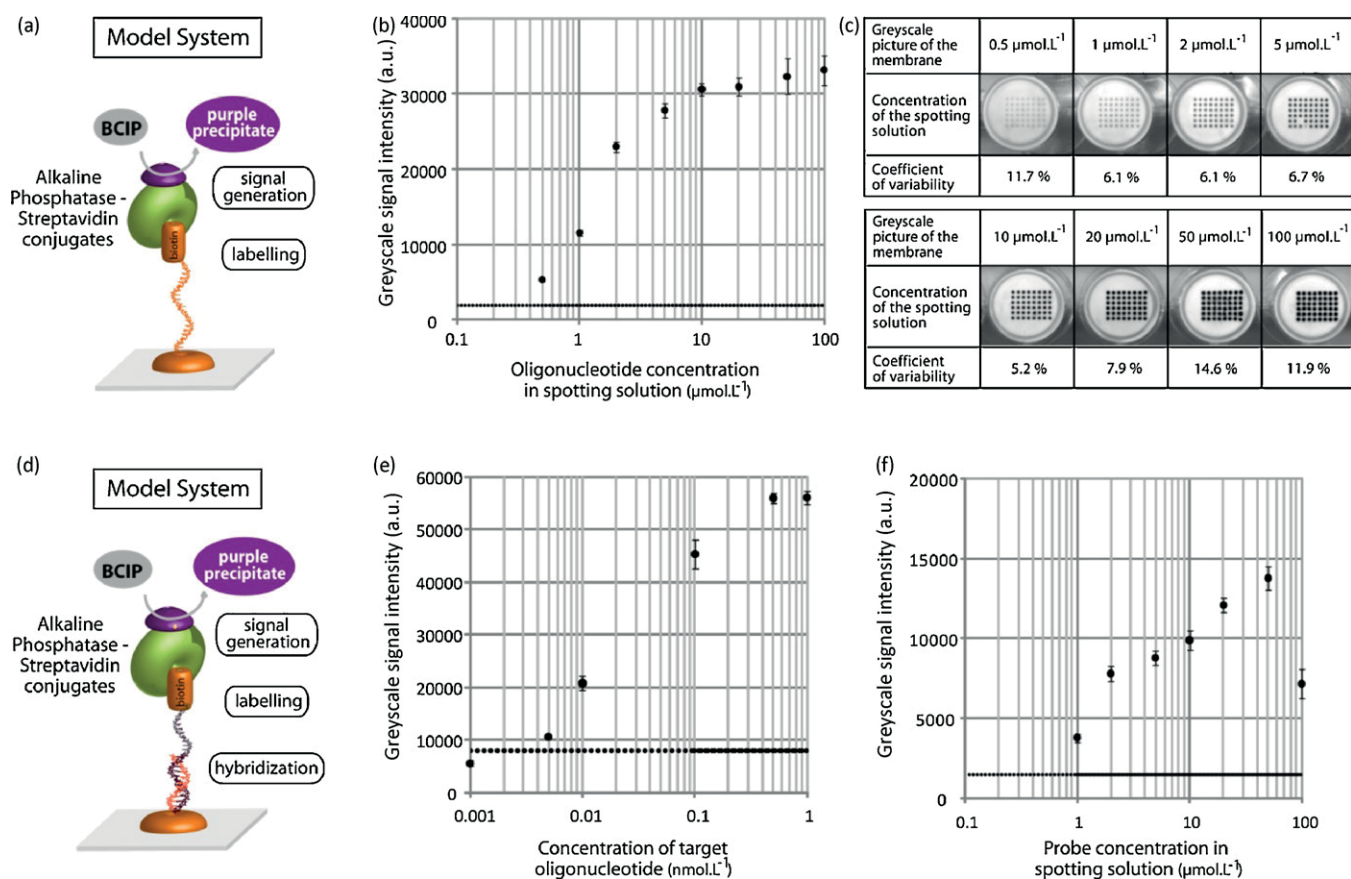 (a)
Model System
BCIP
purple
precipitate
signal
generation
Alkaline
Phosphatase -
Streptavidin
conjugates
biotin
labelling
(b)
Greyscale signal intensity (a.u.)
40000
30000
20000
10000
0
0.1
1
10
100
Oligonucleotide concentration
in spotting solution (µmol.L-1)
(c)
Greyscale
picture of the
membrane
0.5 µmol.L-1
1 µmol.L-1
2 µmol.L-1
5 µmol.L-1
Concentration
of the spotting
solution
Coefficient
of variability
11.7 %
6.1 %
6.1 %
6.7 %
Greyscale
picture of the
membrane
10 µmol.L-1
20 µmol.L-1
50 µmol.L-1
100 µmol.L-1
Concentration
of the spotting
solution
Coefficient
of variability
5.2 %
7.9 %
14.6 %
11.9 %
(d)
Model System
BCIP
purple
precipitate
signal
generation
Alkaline
Phosphatase -
Streptavidin
conjugates
biotin
labelling
hybridization
(e)
Greyscale signal intensity (a.u.)
60000
50000
40000
30000
20000
10000
0
0.001
0.01
0.1
1
Concentration of target
oligonucleotide (nmol.L-1)
(f)
Greyscale signal intensity (a.u.)
20000
15000
10000
5000
0
0.1
1
10
100
Probe concentration in
spotting solution (µmol.L-1)